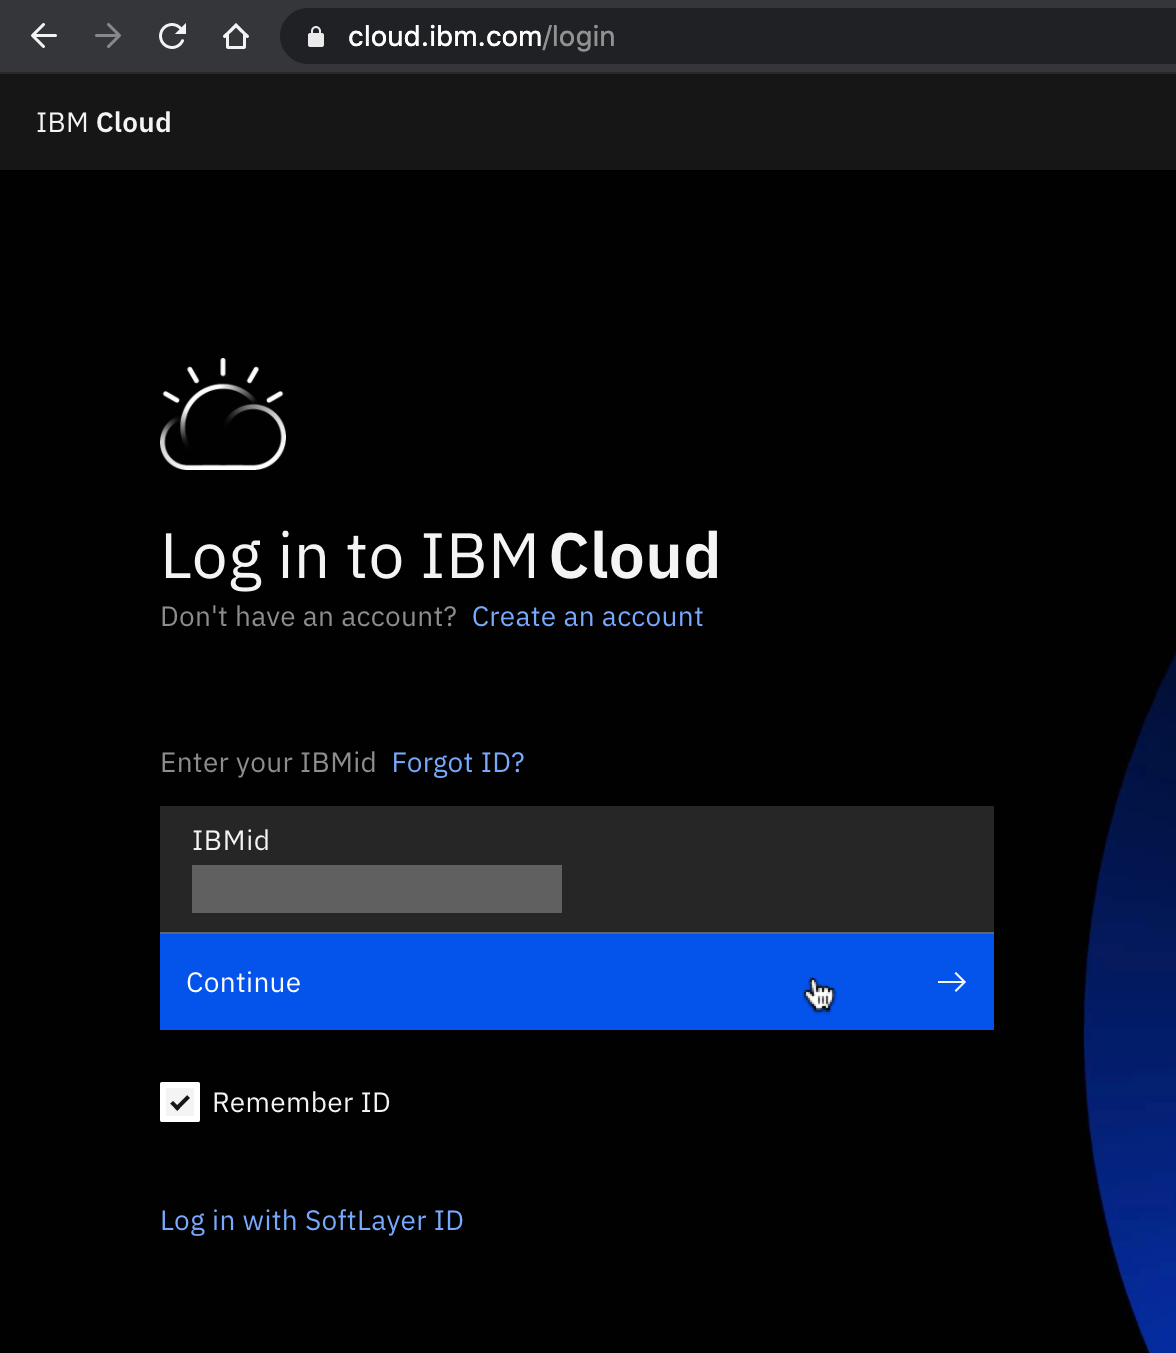 cloud.ibm.com/login
IBM Cloud
Log in to IBM Cloud
Don't have an account? Create an account
Enter your IBMid Forgot ID?
IBMid
Continue
Remember ID
Log in with SoftLayer ID